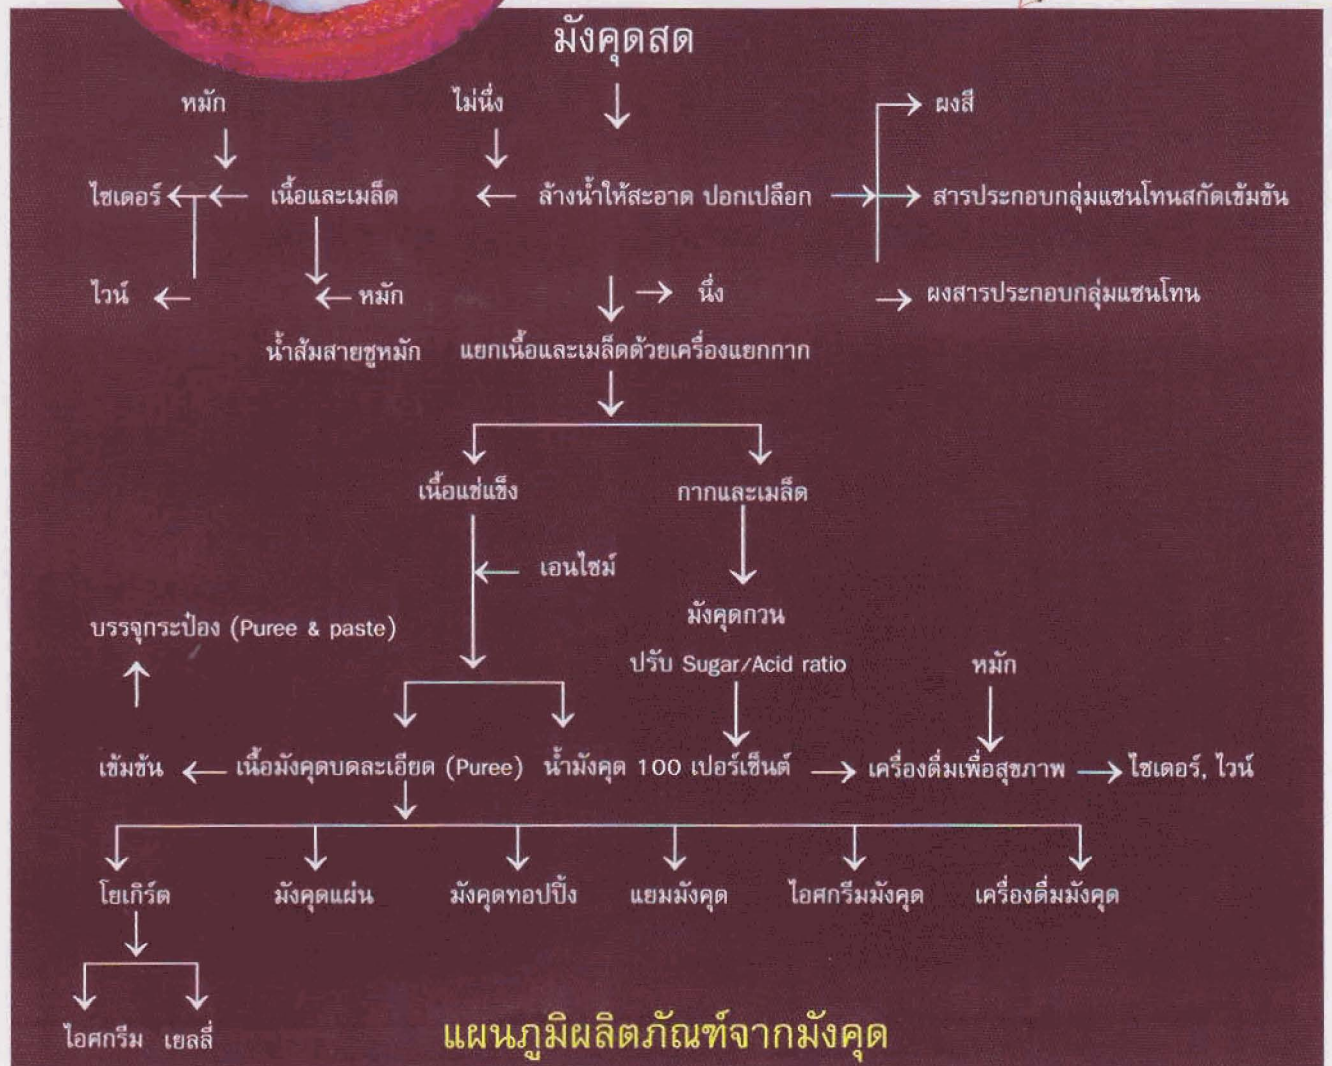 มังคุดสด
หมัก ไม่นึ่ง ผงสี
ไซเดอร์ เนื้อและเมล็ด ล้างน้ำให้สะอาด ปอกเปลือก สารประกอบกลุ่มแซนโทนสกัดเข้มข้น
ไวน์ หมัก นึ่ง ผงสารประกอบกลุ่มแซนโทน
น้ำส้มสายชูหมัก แยกเนื้อและเมล็ดด้วยเครื่องแยกกาก
เนื้อแช่แข็ง กากและเมล็ด
เอนไซม์
มังคุดกวน
บรรจุกระป๋อง (Puree & paste)
ปรับ Sugar/Acid ratio หมัก
เข้มข้น เนื้อมังคุดบดละเอียด (Puree) น้ำมังคุด 100 เปอร์เซ็นต์ เครื่องดื่มเพื่อสุขภาพ ไซเดอร์, ไวน์
โยเกิร์ต มังคุดแผ่น มังคุดทอปปิ้ง แยมมังคุด ไอศกรีมมังคุด เครื่องดื่มมังคุด
ไอศกรีม เยลลี่
แผนภูมิผลิตภัณฑ์จากมังคุด